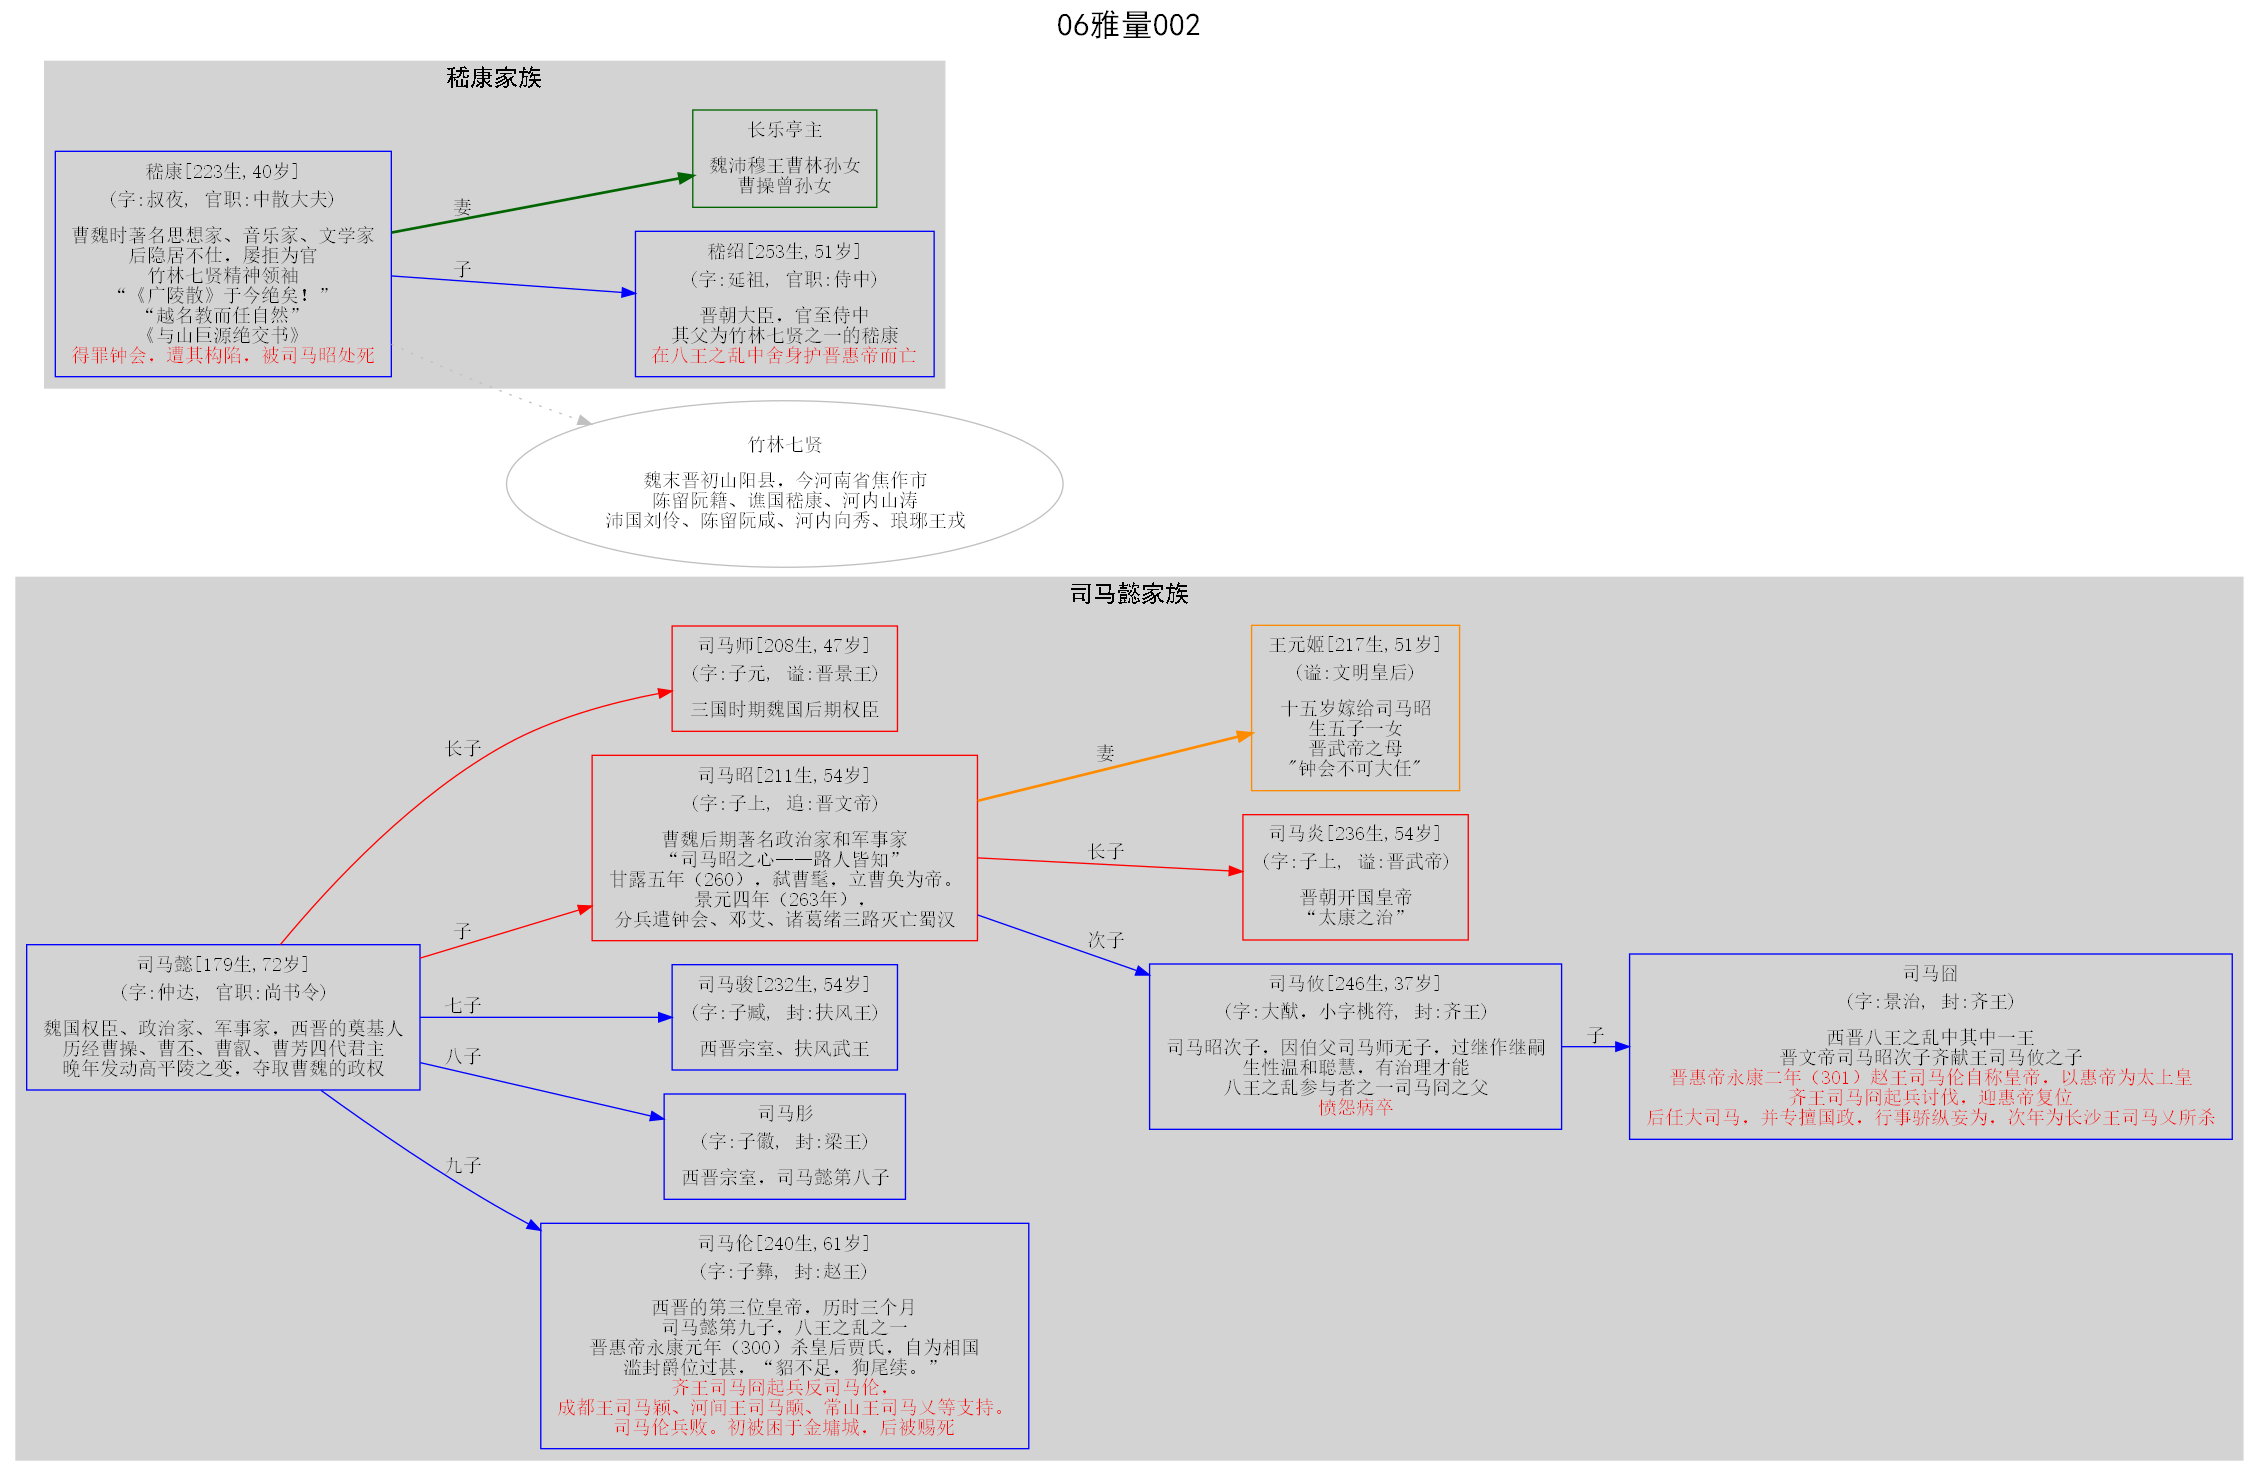 06雅量002
嵇康家族
嵇康[223生,40岁]
(字:叔夜, 官职:中散大夫)
曹魏时著名思想家、音乐家、文学家
后隐居不仕，屡拒为官
竹林七贤精神领袖
“《广陵散》于今绝矣！”
“越名教而任自然”
《与山巨源绝交书》
得罪钟会，遭其构陷，被司马昭处死
妻
长乐亭主
魏沛穆王曹林孙女
曹操曾孙女
子
嵇绍[253生,51岁]
(字:延祖, 官职:侍中)
晋朝大臣，官至侍中
其父为竹林七贤之一的嵇康
在八王之乱中舍身护晋惠帝而亡
竹林七贤
魏末晋初山阳县，今河南省焦作市
陈留阮籍、谯国嵇康、河内山涛
沛国刘伶、陈留阮咸、河内向秀、琅琊王戎
司马懿家族
司马懿[179生,72岁]
(字:仲达, 官职:尚书令)
魏国权臣、政治家、军事家，西晋的奠基人
历经曹操、曹丕、曹叡、曹芳四代君主
晚年发动高平陵之变，夺取曹魏的政权
长子
司马师[208生,47岁]
(字:子元, 谥:晋景王)
三国时期魏国后期权臣
子
司马昭[211生,54岁]
(字:子上, 追:晋文帝)
曹魏后期著名政治家和军事家
“司马昭之心——路人皆知”
甘露五年（260），弑曹髦，立曹奂为帝。
景元四年（263年），
分兵遣钟会、邓艾、诸葛绪三路灭亡蜀汉
妻
王元姬[217生,51岁]
(谥:文明皇后)
十五岁嫁给司马昭
生五子一女
晋武帝之母
"钟会不可大任"
长子
司马炎[236生,54岁]
(字:子上, 谥:晋武帝)
晋朝开国皇帝
“太康之治”
次子
司马攸[246生,37岁]
(字:大猷，小字桃符, 封:齐王)
司马昭次子，因伯父司马师无子，过继作继嗣
生性温和聪慧，有治理才能
八王之乱参与者之一司马冏之父
愤怨病卒
子
司马囧
(字:景治, 封:齐王)
西晋八王之乱中其中一王
晋文帝司马昭次子齐献王司马攸之子
晋惠帝永康二年（301）赵王司马伦自称皇帝，以惠帝为太上皇
齐王司马冏起兵讨伐，迎惠帝复位
后任大司马，并专擅国政，行事骄纵妄为，次年为长沙王司马乂所杀
七子
司马骏[232生,54岁]
(字:子臧, 封:扶风王)
西晋宗室、扶风武王
八子
司马肜
(字:子徽, 封:梁王)
西晋宗室，司马懿第八子
九子
司马伦[240生,61岁]
(字:子彝, 封:赵王)
西晋的第三位皇帝，历时三个月
司马懿第九子，八王之乱之一
晋惠帝永康元年（300）杀皇后贾氏，自为相国
滥封爵位过甚，“貂不足，狗尾续。”
齐王司马冏起兵反司马伦，
成都王司马颖、河间王司马颙、常山王司马乂等支持。
司马伦兵败。初被困于金墉城，后被赐死